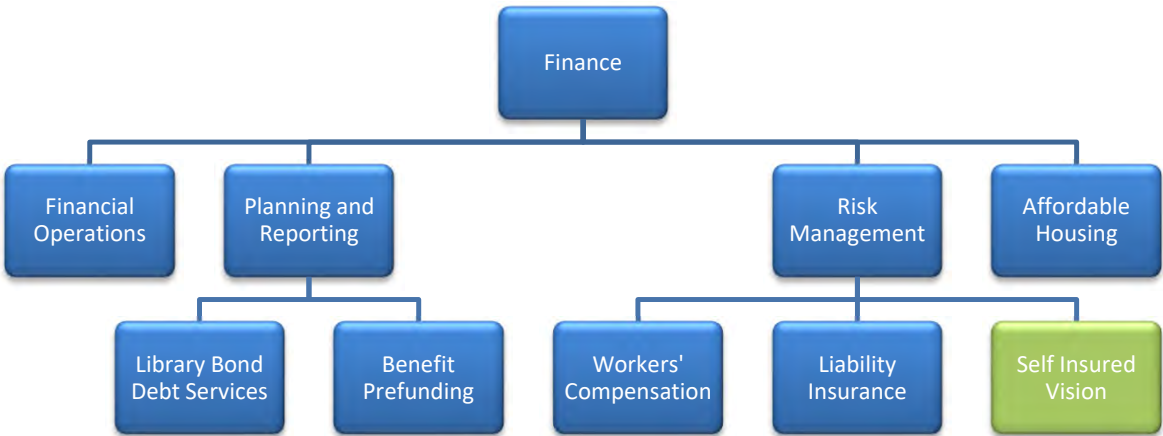 Finance
Financial
Operations
Planning and
Reporting
Risk
Management
Affordable
Housing
Library Bond
Debt Services
Benefit
Prefunding
Workers'
Compensation
Liability
Insurance
Self Insured
Vision